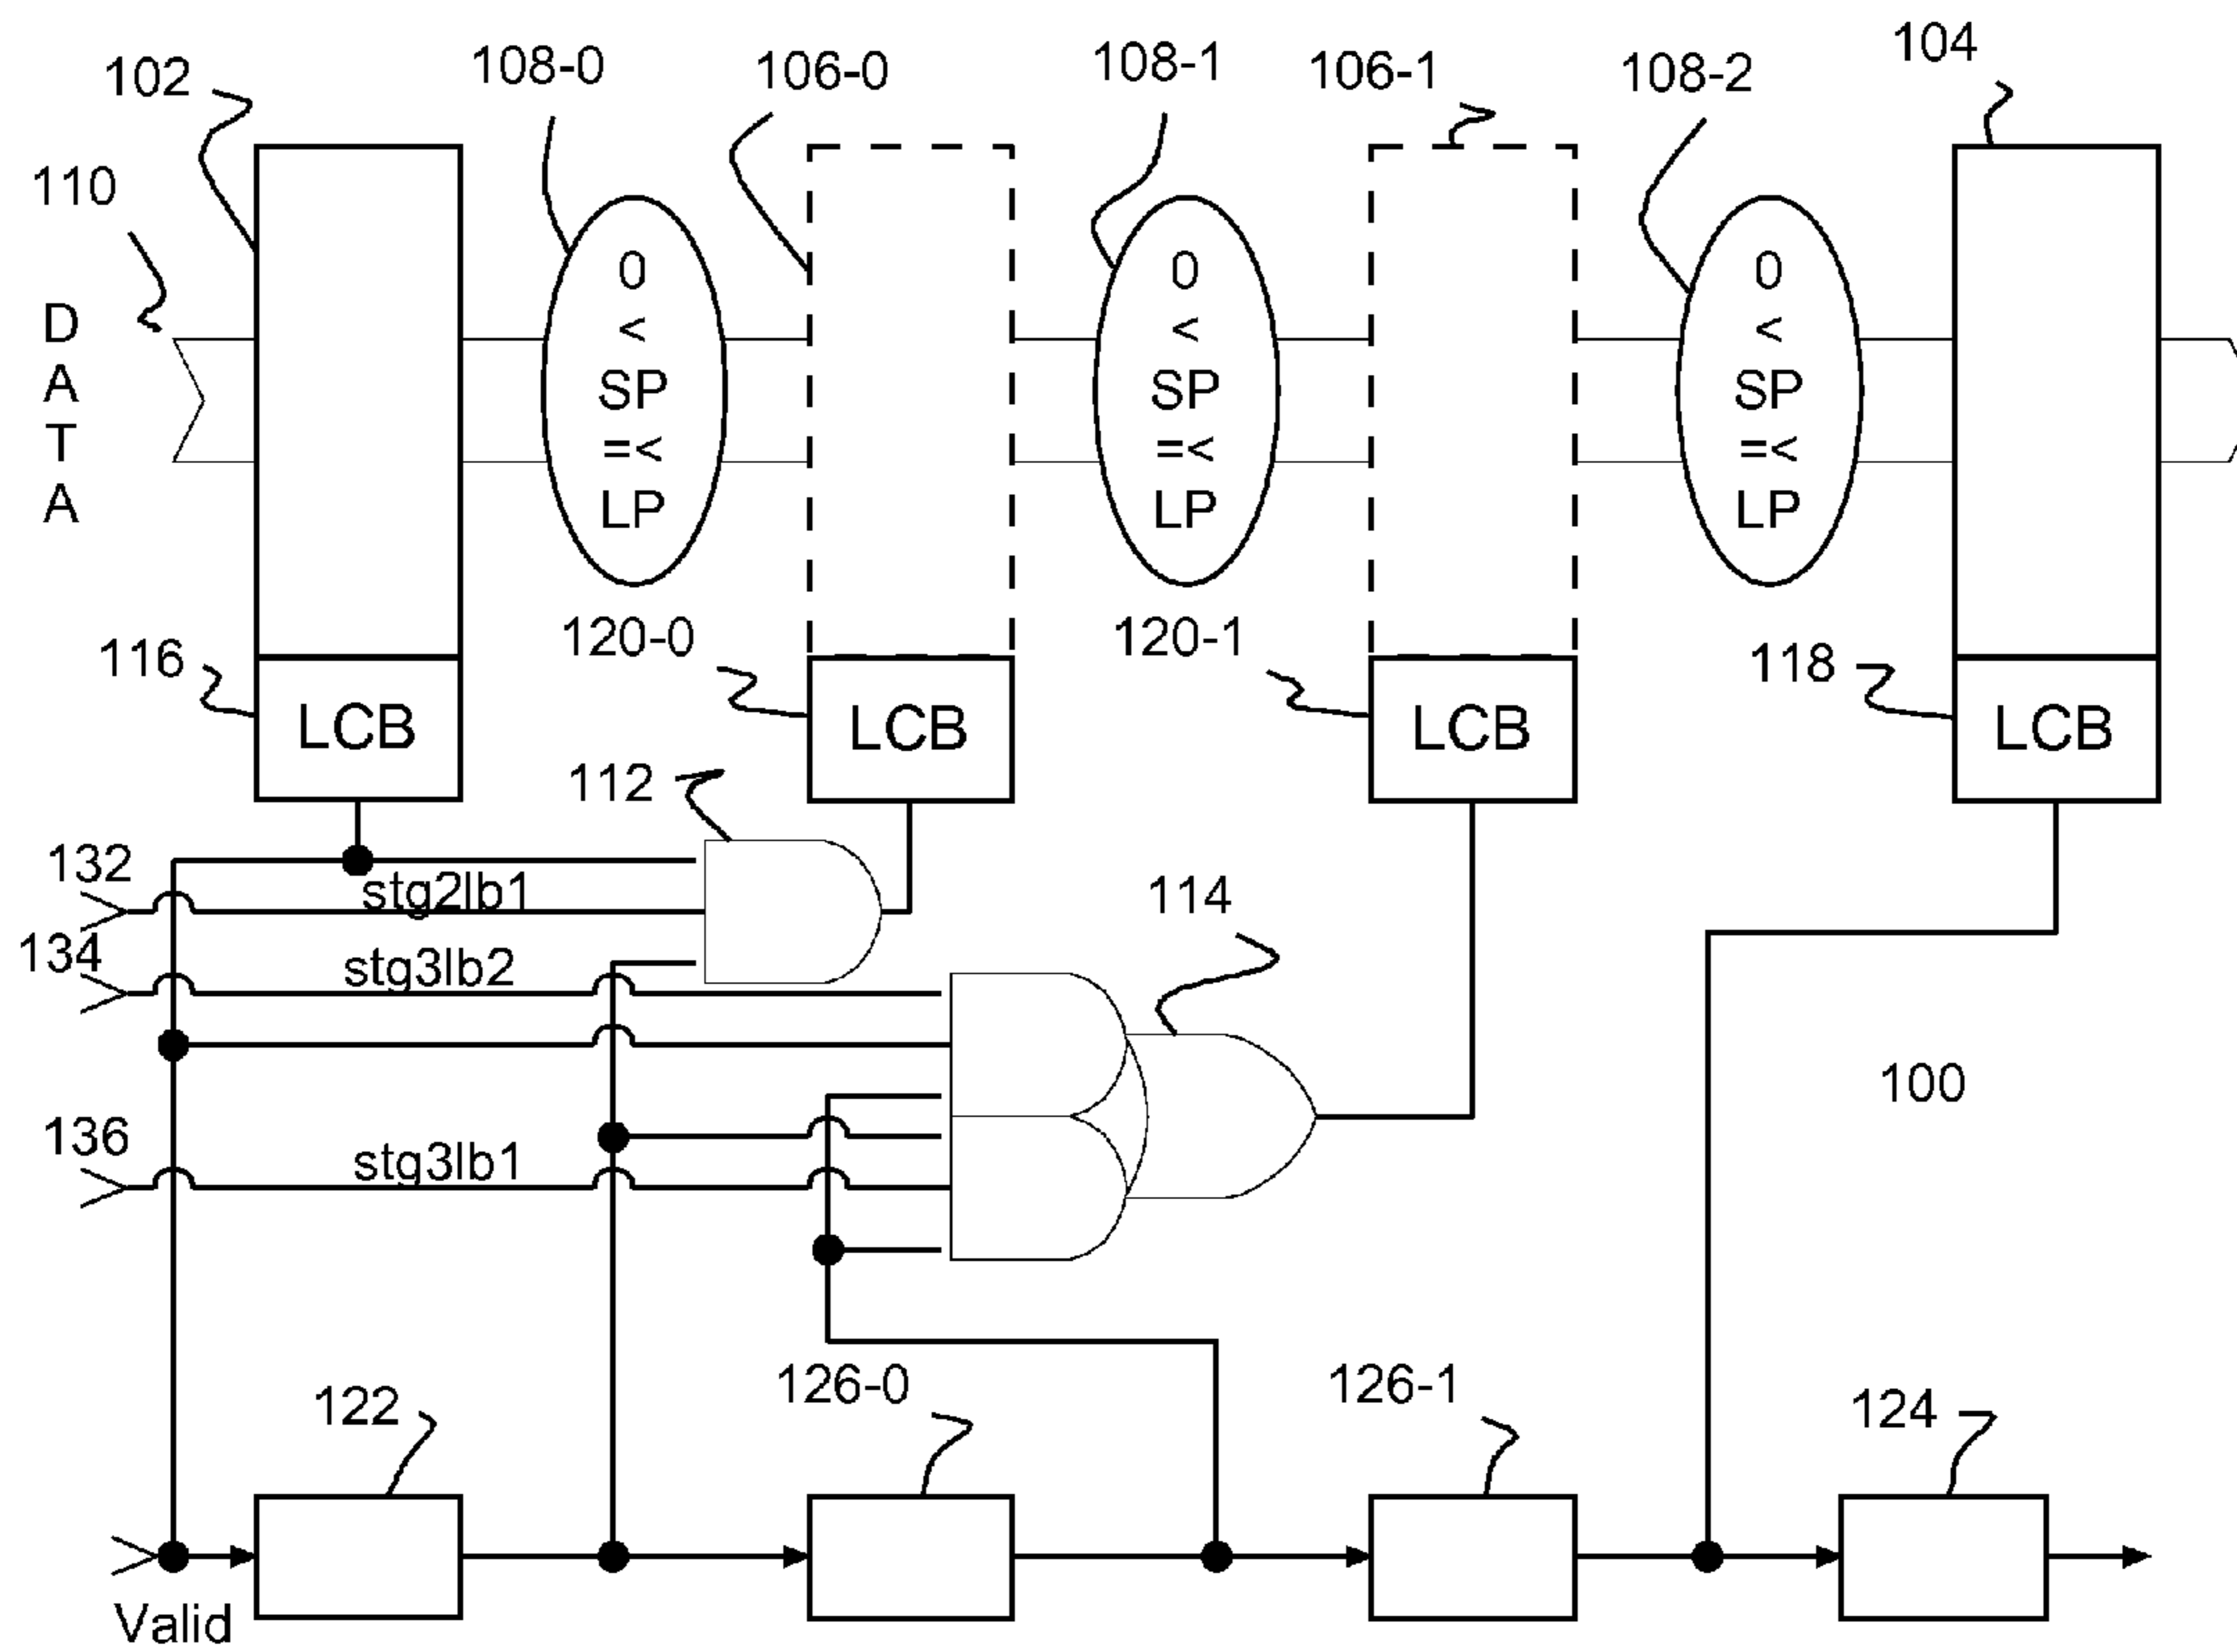 102
108-0
106-0
108-1
106-1
108-2
104
110
D
A
T
A
0
<
SP
=<
LP
0
<
SP
=<
LP
0
<
SP
=<
LP
116
120-0
120-1
118
LCB
LCB
LCB
LCB
112
132
stg2lb1
114
134
stg3lb2
100
136
stg3lb1
122
126-0
126-1
124
Valid